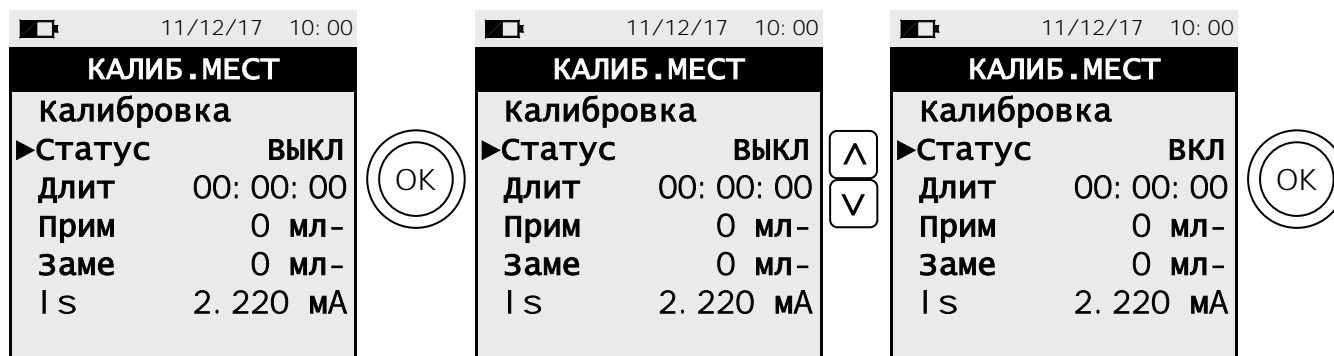 11/12/17 10:00
КАЛИБ.МЕСТ
Калибровка
►Статус ВЫКЛ
Длит 00:00:00
Прим 0 мл-
Заме 0 мл-
Is 2.220 мА
OK
11/12/17 10:00
КАЛИБ.МЕСТ
Калибровка
►Статус ВЫКЛ
Длит 00:00:00
Прим 0 мл-
Заме 0 мл-
Is 2.220 мА
11/12/17 10:00
КАЛИБ.МЕСТ
Калибровка
►Статус ВКЛ
Длит 00:00:00
Прим 0 мл-
Заме 0 мл-
Is 2.220 мА
OK